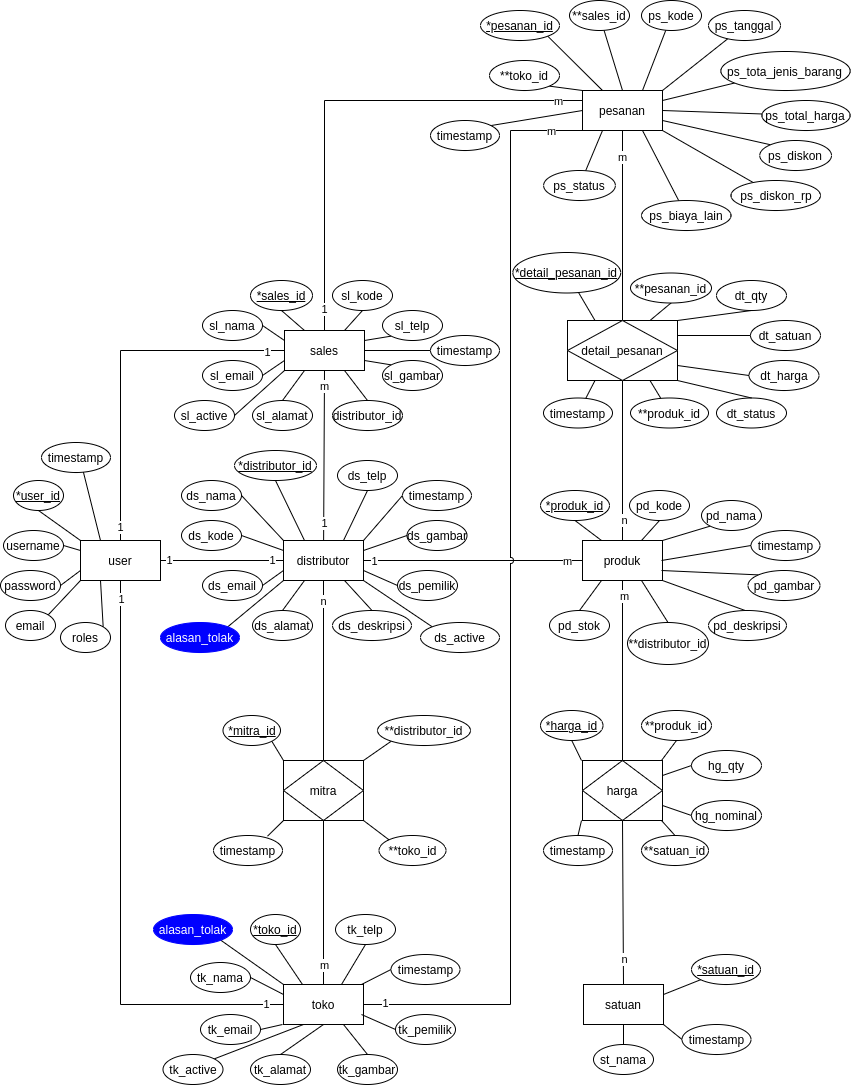 *pesanan_id
**sales_id
ps_kode
ps_tanggal
**toko_id
ps_tota_jenis_barang
timestamp
m
pesanan
ps_total_harga
m
ps_diskon
m
ps_status
ps_diskon_rp
ps_biaya_lain
*detail_pesanan_id
**pesanan_id
dt_qty
*sales_id
sl_kode
1
sl_nama
sl_telp
dt_satuan
1
sales
timestamp
detail_pesanan
sl_email
sl_gambar
dt_harga
m
sl_active
sl_alamat
distributor_id
timestamp
**produk_id
dt_status
timestamp
*distributor_id
ds_telp
*user_id
ds_nama
timestamp
*produk_id
pd_kode
pd_nama
1
1
n
username
ds_kode
ds_gambar
timestamp
user
1
1
distributor
1
m
produk
password
ds_email
ds_pemilik
pd_gambar
1
n
m
email
roles
alasan_tolak
ds_alamat
ds_deskripsi
ds_active
pd_stok
**distributor_id
pd_deskripsi
*mitra_id
**distributor_id
*harga_id
**produk_id
hg_qty
mitra
harga
hg_nominal
timestamp
**toko_id
timestamp
**satuan_id
alasan_tolak
*toko_id
tk_telp
m
n
tk_nama
timestamp
*satuan_id
1
toko
1
satuan
tk_email
tk_pemilik
timestamp
tk_active
tk_alamat
tk_gambar
st_nama